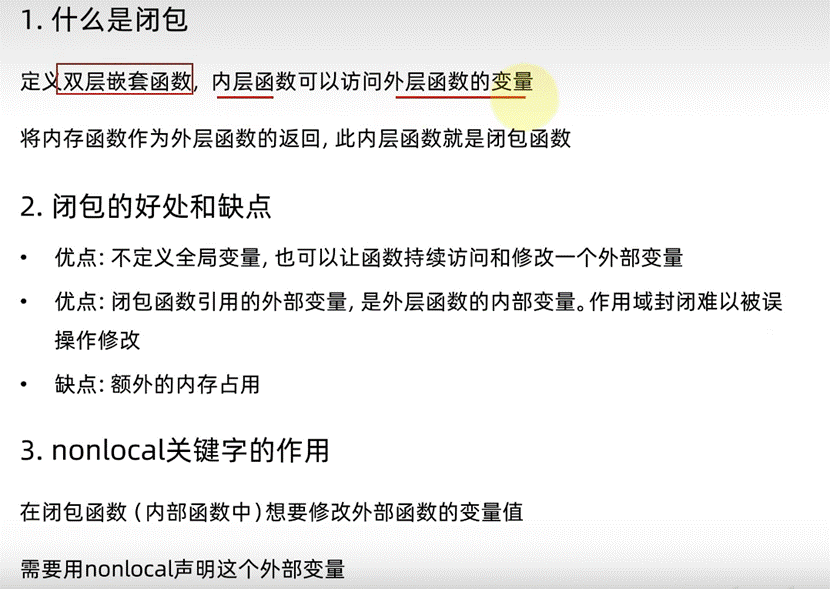 1. 什么是闭包
定义双层嵌套函数, 内层函数可以访问外层函数的变量
将内存函数作为外层函数的返回, 此内层函数就是闭包函数
2. 闭包的好处和缺点
• 优点: 不定义全局变量, 也可以让函数持续访问和修改一个外部变量
• 优点: 闭包函数引用的外部变量, 是外层函数的内部变量。作用域封闭难以被误
操作修改
• 缺点: 额外的内存占用
3. nonlocal关键字的作用
在闭包函数 (内部函数中) 想要修改外部函数的变量值
需要用nonlocal声明这个外部变量